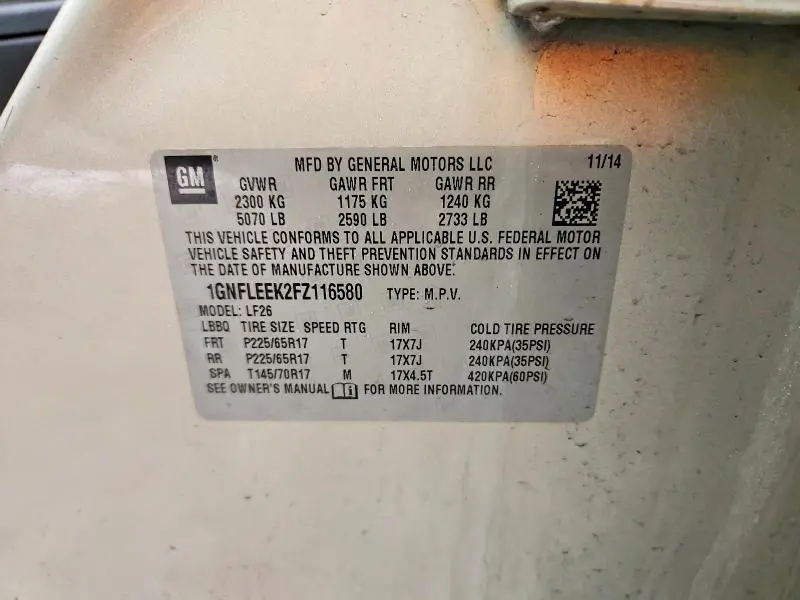 GM ® MFD BY GENERAL MOTORS LLC 11/14
GVWR GAWR FRT GAWR RR
2300 KG 1175 KG 1240 KG
5070 LB 2590 LB 2733 LB
THIS VEHICLE CONFORMS TO ALL APPLICABLE U.S. FEDERAL MOTOR
VEHICLE SAFETY AND THEFT PREVENTION STANDARDS IN EFFECT ON
THE DATE OF MANUFACTURE SHOWN ABOVE.
1GNFLEEK2FZ116580 TYPE: M.P.V.
MODEL: LF26
LBBQ TIRE SIZE SPEED RTG RIM COLD TIRE PRESSURE
FRT P225/65R17 T 17X7J 240KPA(35PSI)
RR P225/65R17 T 17X7J 240KPA(35PSI)
SPA T145/70R17 M 17X4.5T 420KPA(60PSI)
SEE OWNER'S MANUAL i FOR MORE INFORMATION.